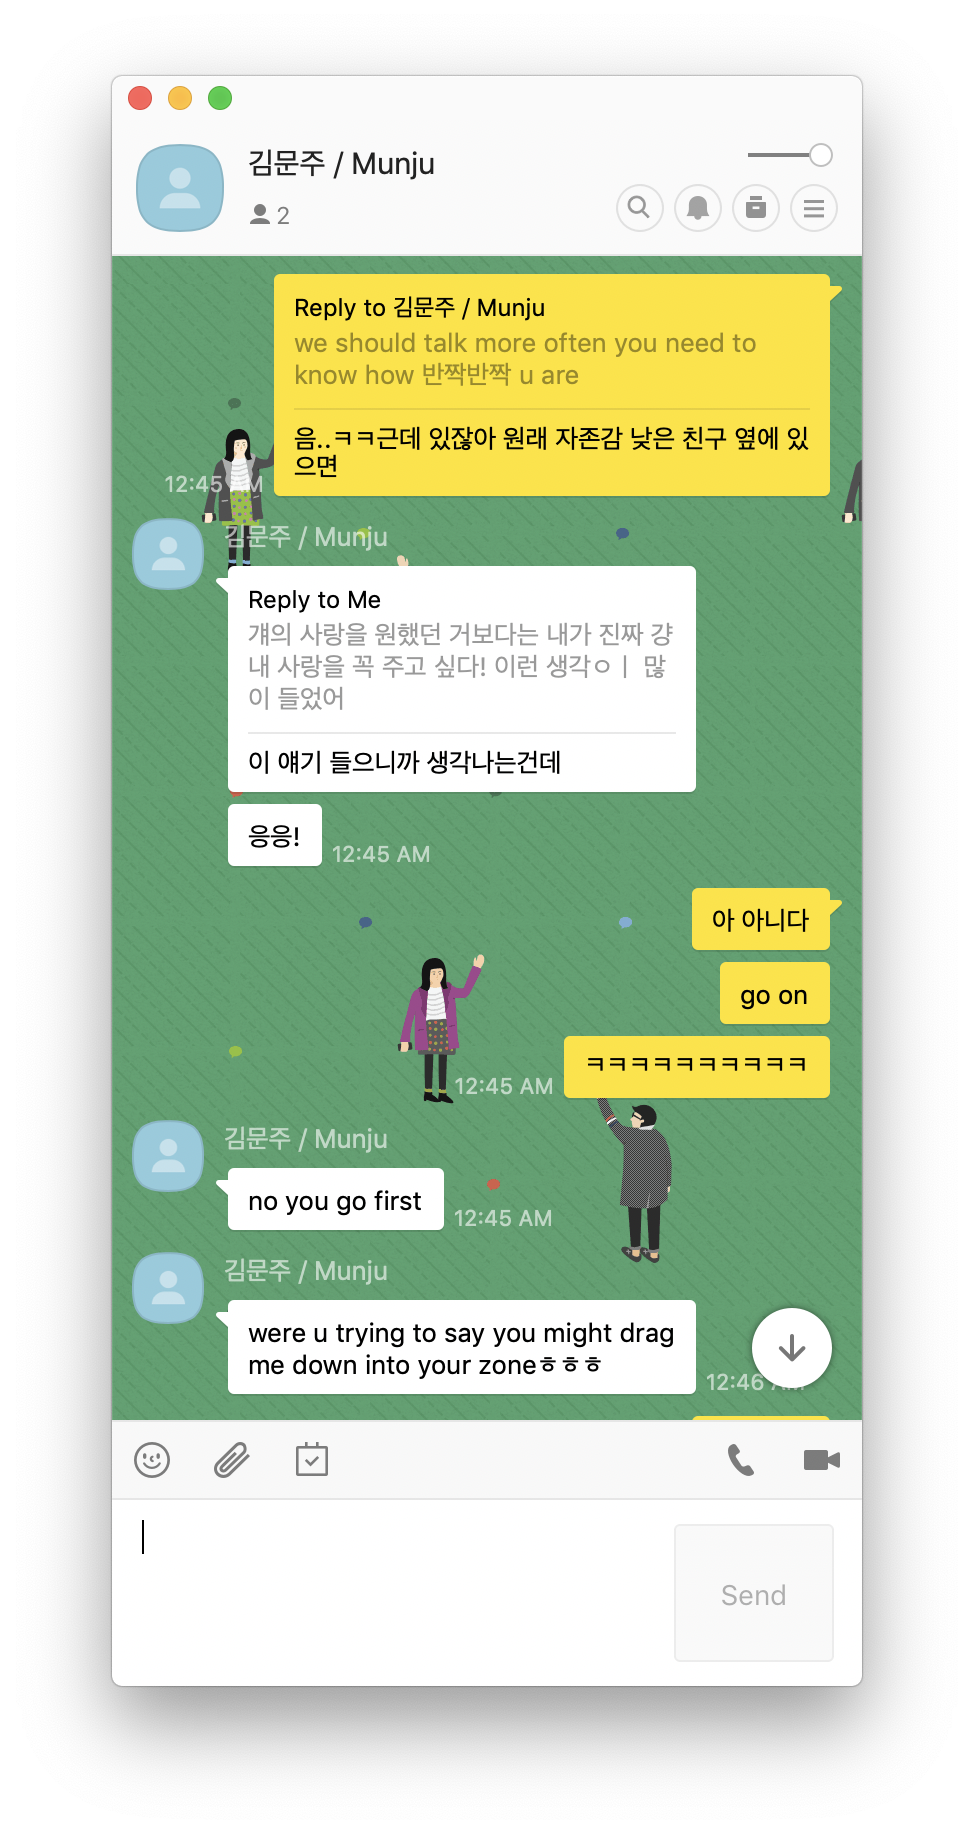 김문주 / Munju
2
Reply to 김문주 / Munju
we should talk more often you need to
know how 반짝반짝 u are
음..ㅋㅋ근데 있잖아 원래 자존감 낮은 친구 옆에 있
으면
12:45 AM
김문주 / Munju
Reply to Me
걔의 사랑을 원했던 거보다는 내가 진짜 걍
내 사랑을 꼭 주고 싶다! 이런 생각ㅇㅣ 많
이 들었어
이 얘기 들으니까 생각나는건데
응응!
12:45 AM
아 아니다
go on
ㅋㅋㅋㅋㅋㅋㅋㅋㅋㅋ
12:45 AM
김문주 / Munju
no you go first
12:45 AM
김문주 / Munju
were u trying to say you might drag
me down into your zoneㅎㅎㅎ
12:46 AM
Send